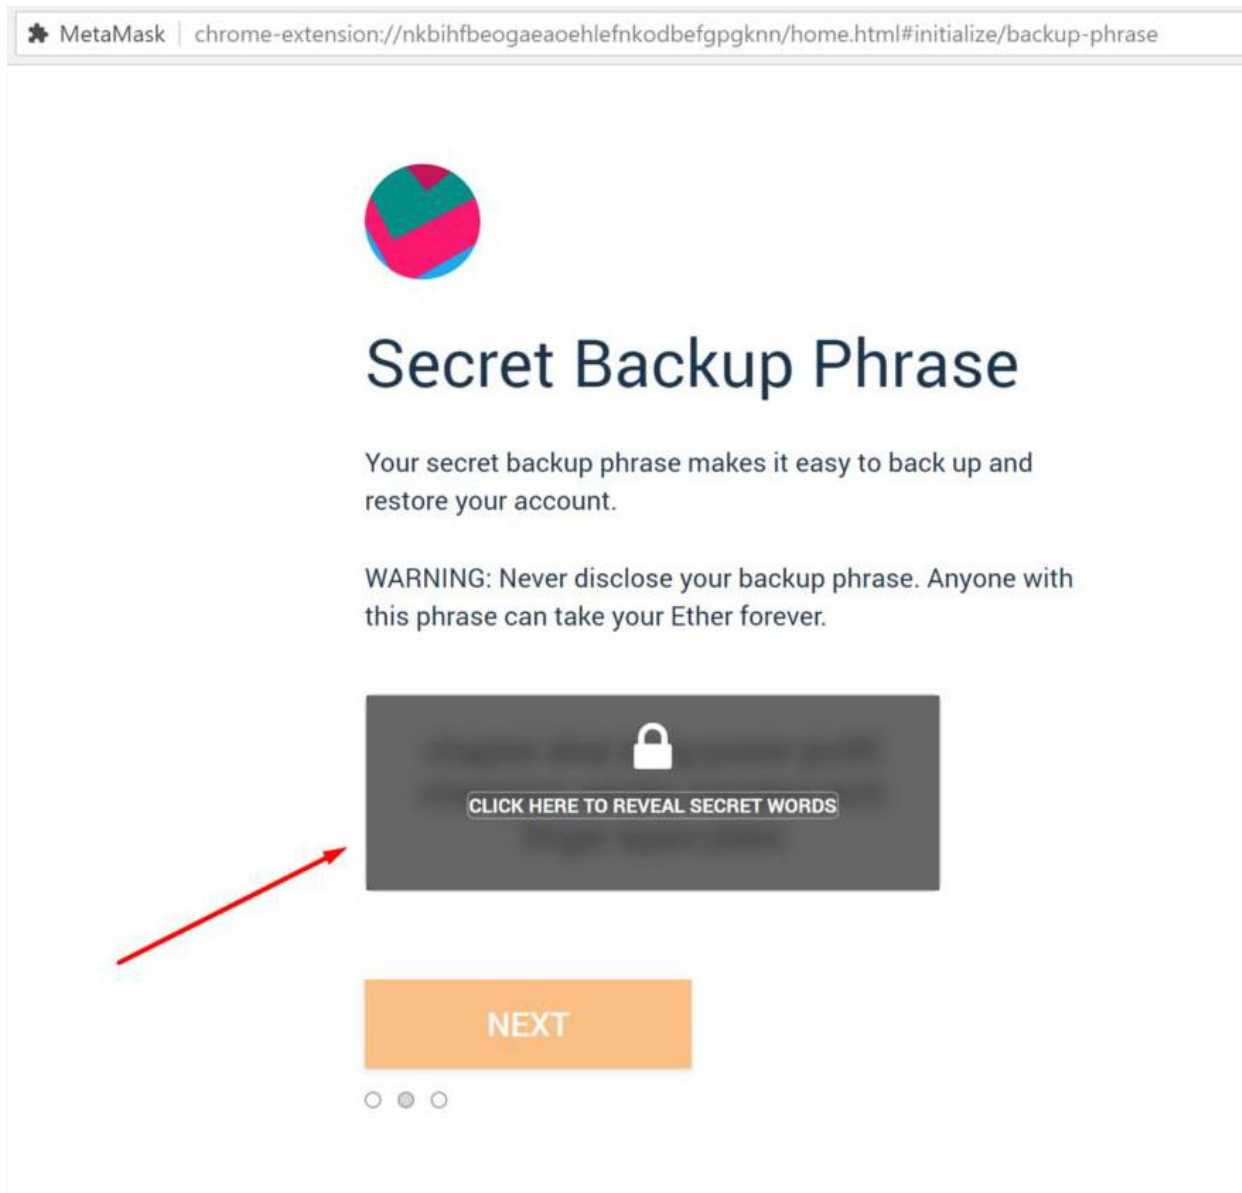 MetaMask chrome-extension://nkbihfbeogaeaoehlefnkodbefgpgknn/home.html#initialize/backup-phrase
Secret Backup Phrase
Your secret backup phrase makes it easy to back up and
restore your account.
WARNING: Never disclose your backup phrase. Anyone with
this phrase can take your Ether forever.
CLICK HERE TO REVEAL SECRET WORDS
NEXT